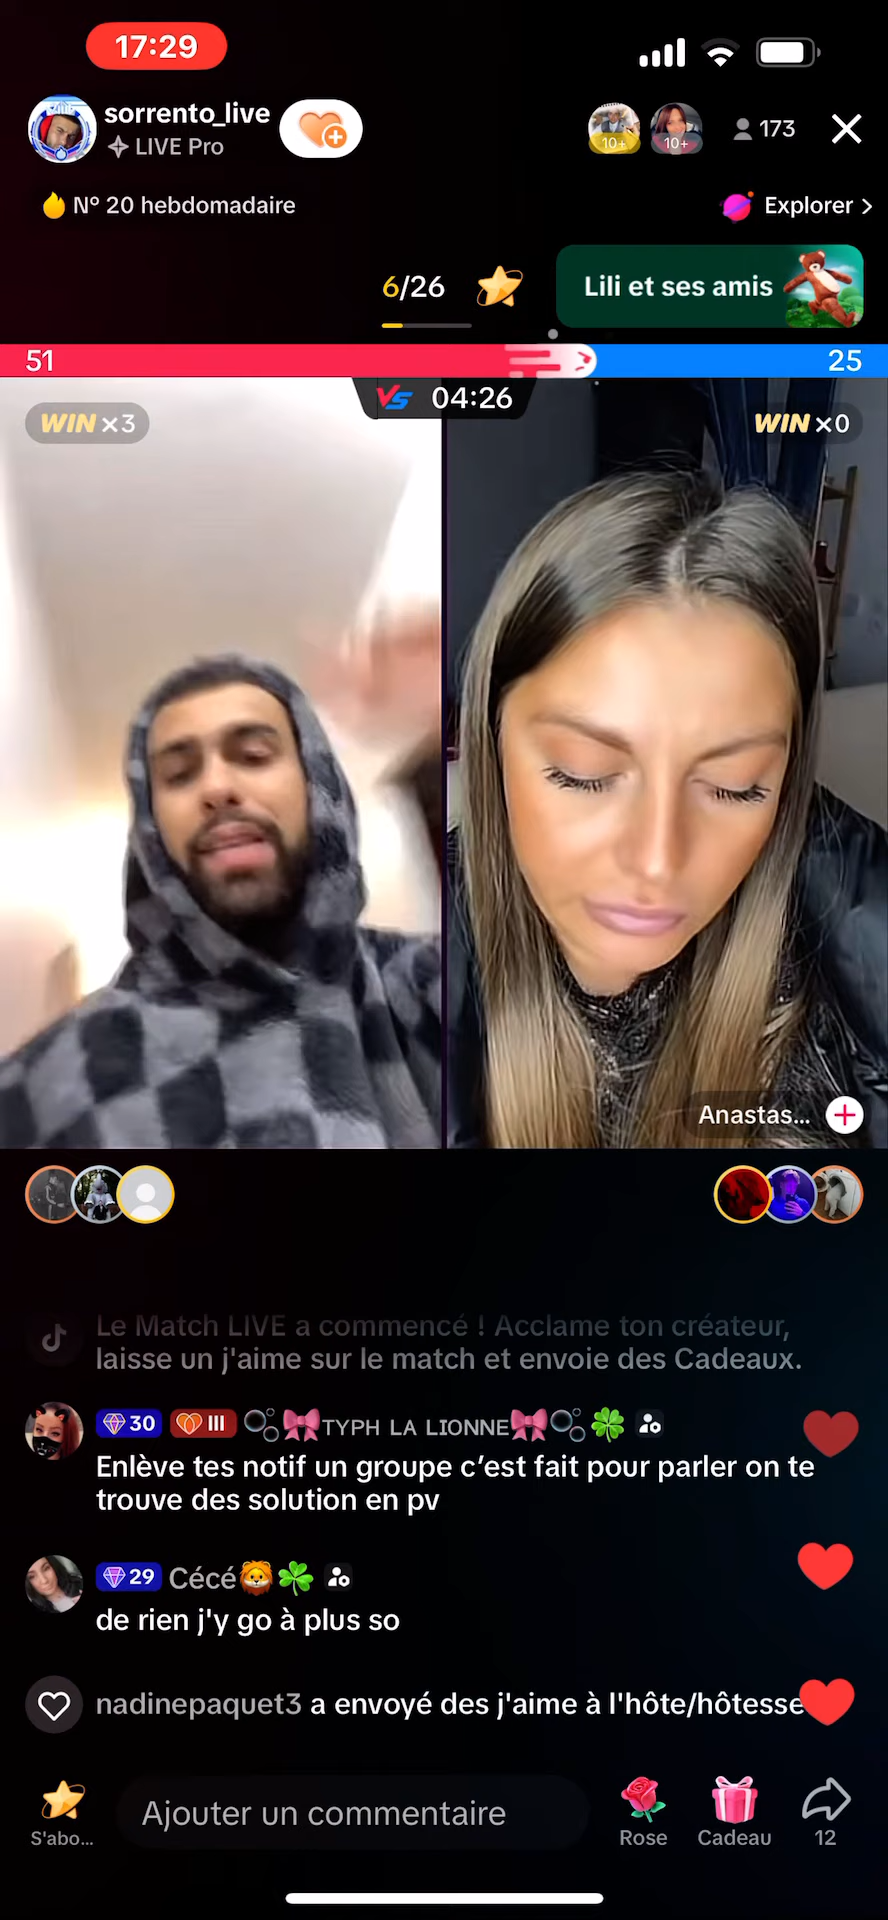 17:29
sorrento_live
LIVE Pro
10+
10+
173
N° 20 hebdomadaire
Explorer >
6/26
Lili et ses amis
51
25
VS 04:26
WIN ×3
WIN ×0
Anastas...
Le Match LIVE a commencé ! Acclame ton créateur,
laisse un j'aime sur le match et envoie des Cadeaux.
30 III 🫧🎀TYPH LA LIONNE🎀🫧🍀
Enlève tes notif un groupe c’est fait pour parler on te
trouve des solution en pv
29 Cécé🦁☘️
de rien j'y go à plus so
nadinepaquet3 a envoyé des j'aime à l'hôte/hôtesse
S'abo...
Ajouter un commentaire
Rose
Cadeau
12